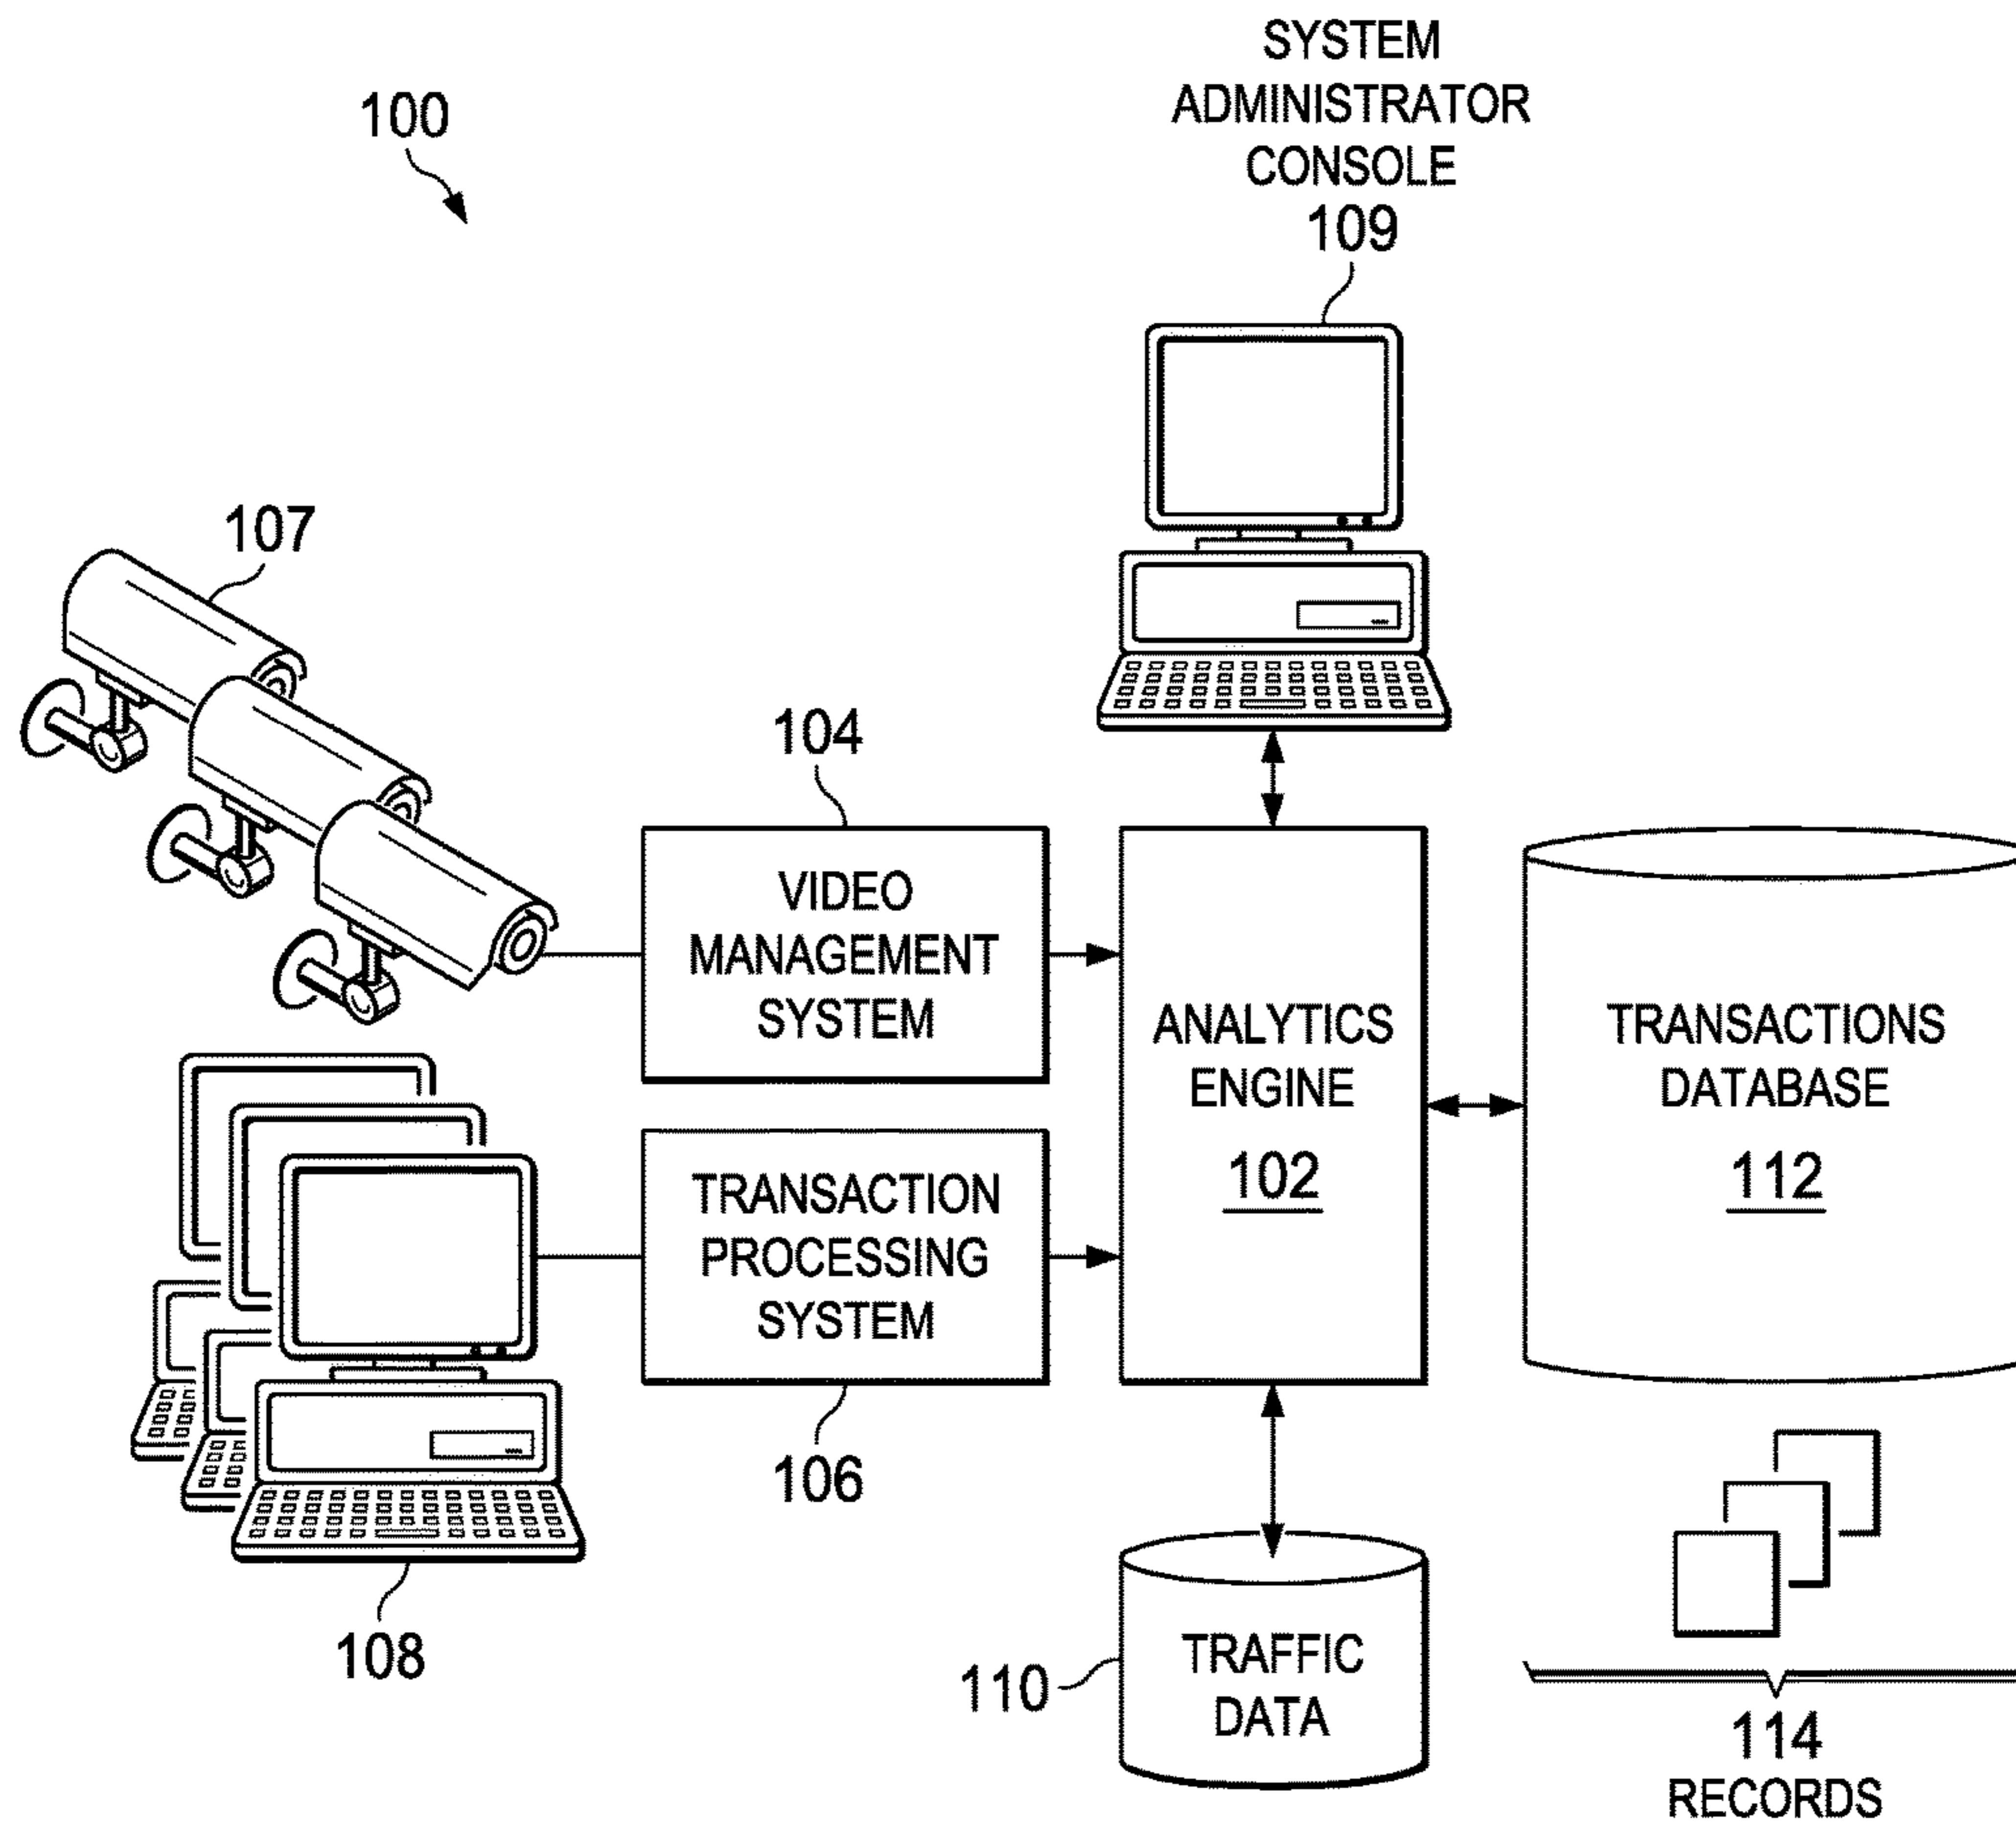 100
SYSTEM
ADMINISTRATOR
CONSOLE
109
107
104
VIDEO
MANAGEMENT
SYSTEM
TRANSACTION
PROCESSING
SYSTEM
106
108
ANALYTICS
ENGINE
102
TRANSACTIONS
DATABASE
112
110
TRAFFIC
DATA
114
RECORDS